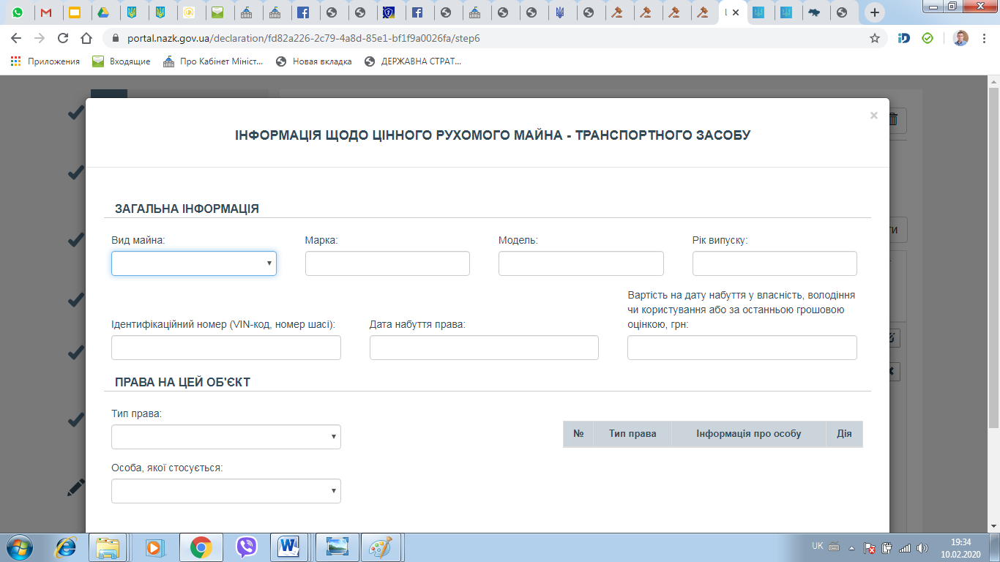 portal.nazk.gov.ua/declaration/fd82a226-2c79-4a8d-85e1-bf1f9a0026fa/step6
Приложения Входящие Про Кабінет Мініст... Новая вкладка ДЕРЖАВНА СТРАТ...
ІНФОРМАЦІЯ ЩОДО ЦІННОГО РУХОМОГО МАЙНА - ТРАНСПОРТНОГО ЗАСОБУ
ЗАГАЛЬНА ІНФОРМАЦІЯ
Вид майна: Марка: Модель: Рік випуску:
Вартість на дату набуття у власність, володіння
чи користування або за останньою грошовою
Ідентифікаційний номер (VIN-код, номер шасі): Дата набуття права: оцінкою, грн:
ПРАВА НА ЦЕЙ ОБ'ЄКТ
Тип права:
№ Тип права Інформація про особу Дія
Особа, якої стосується:
UK 19:34
10.02.2020